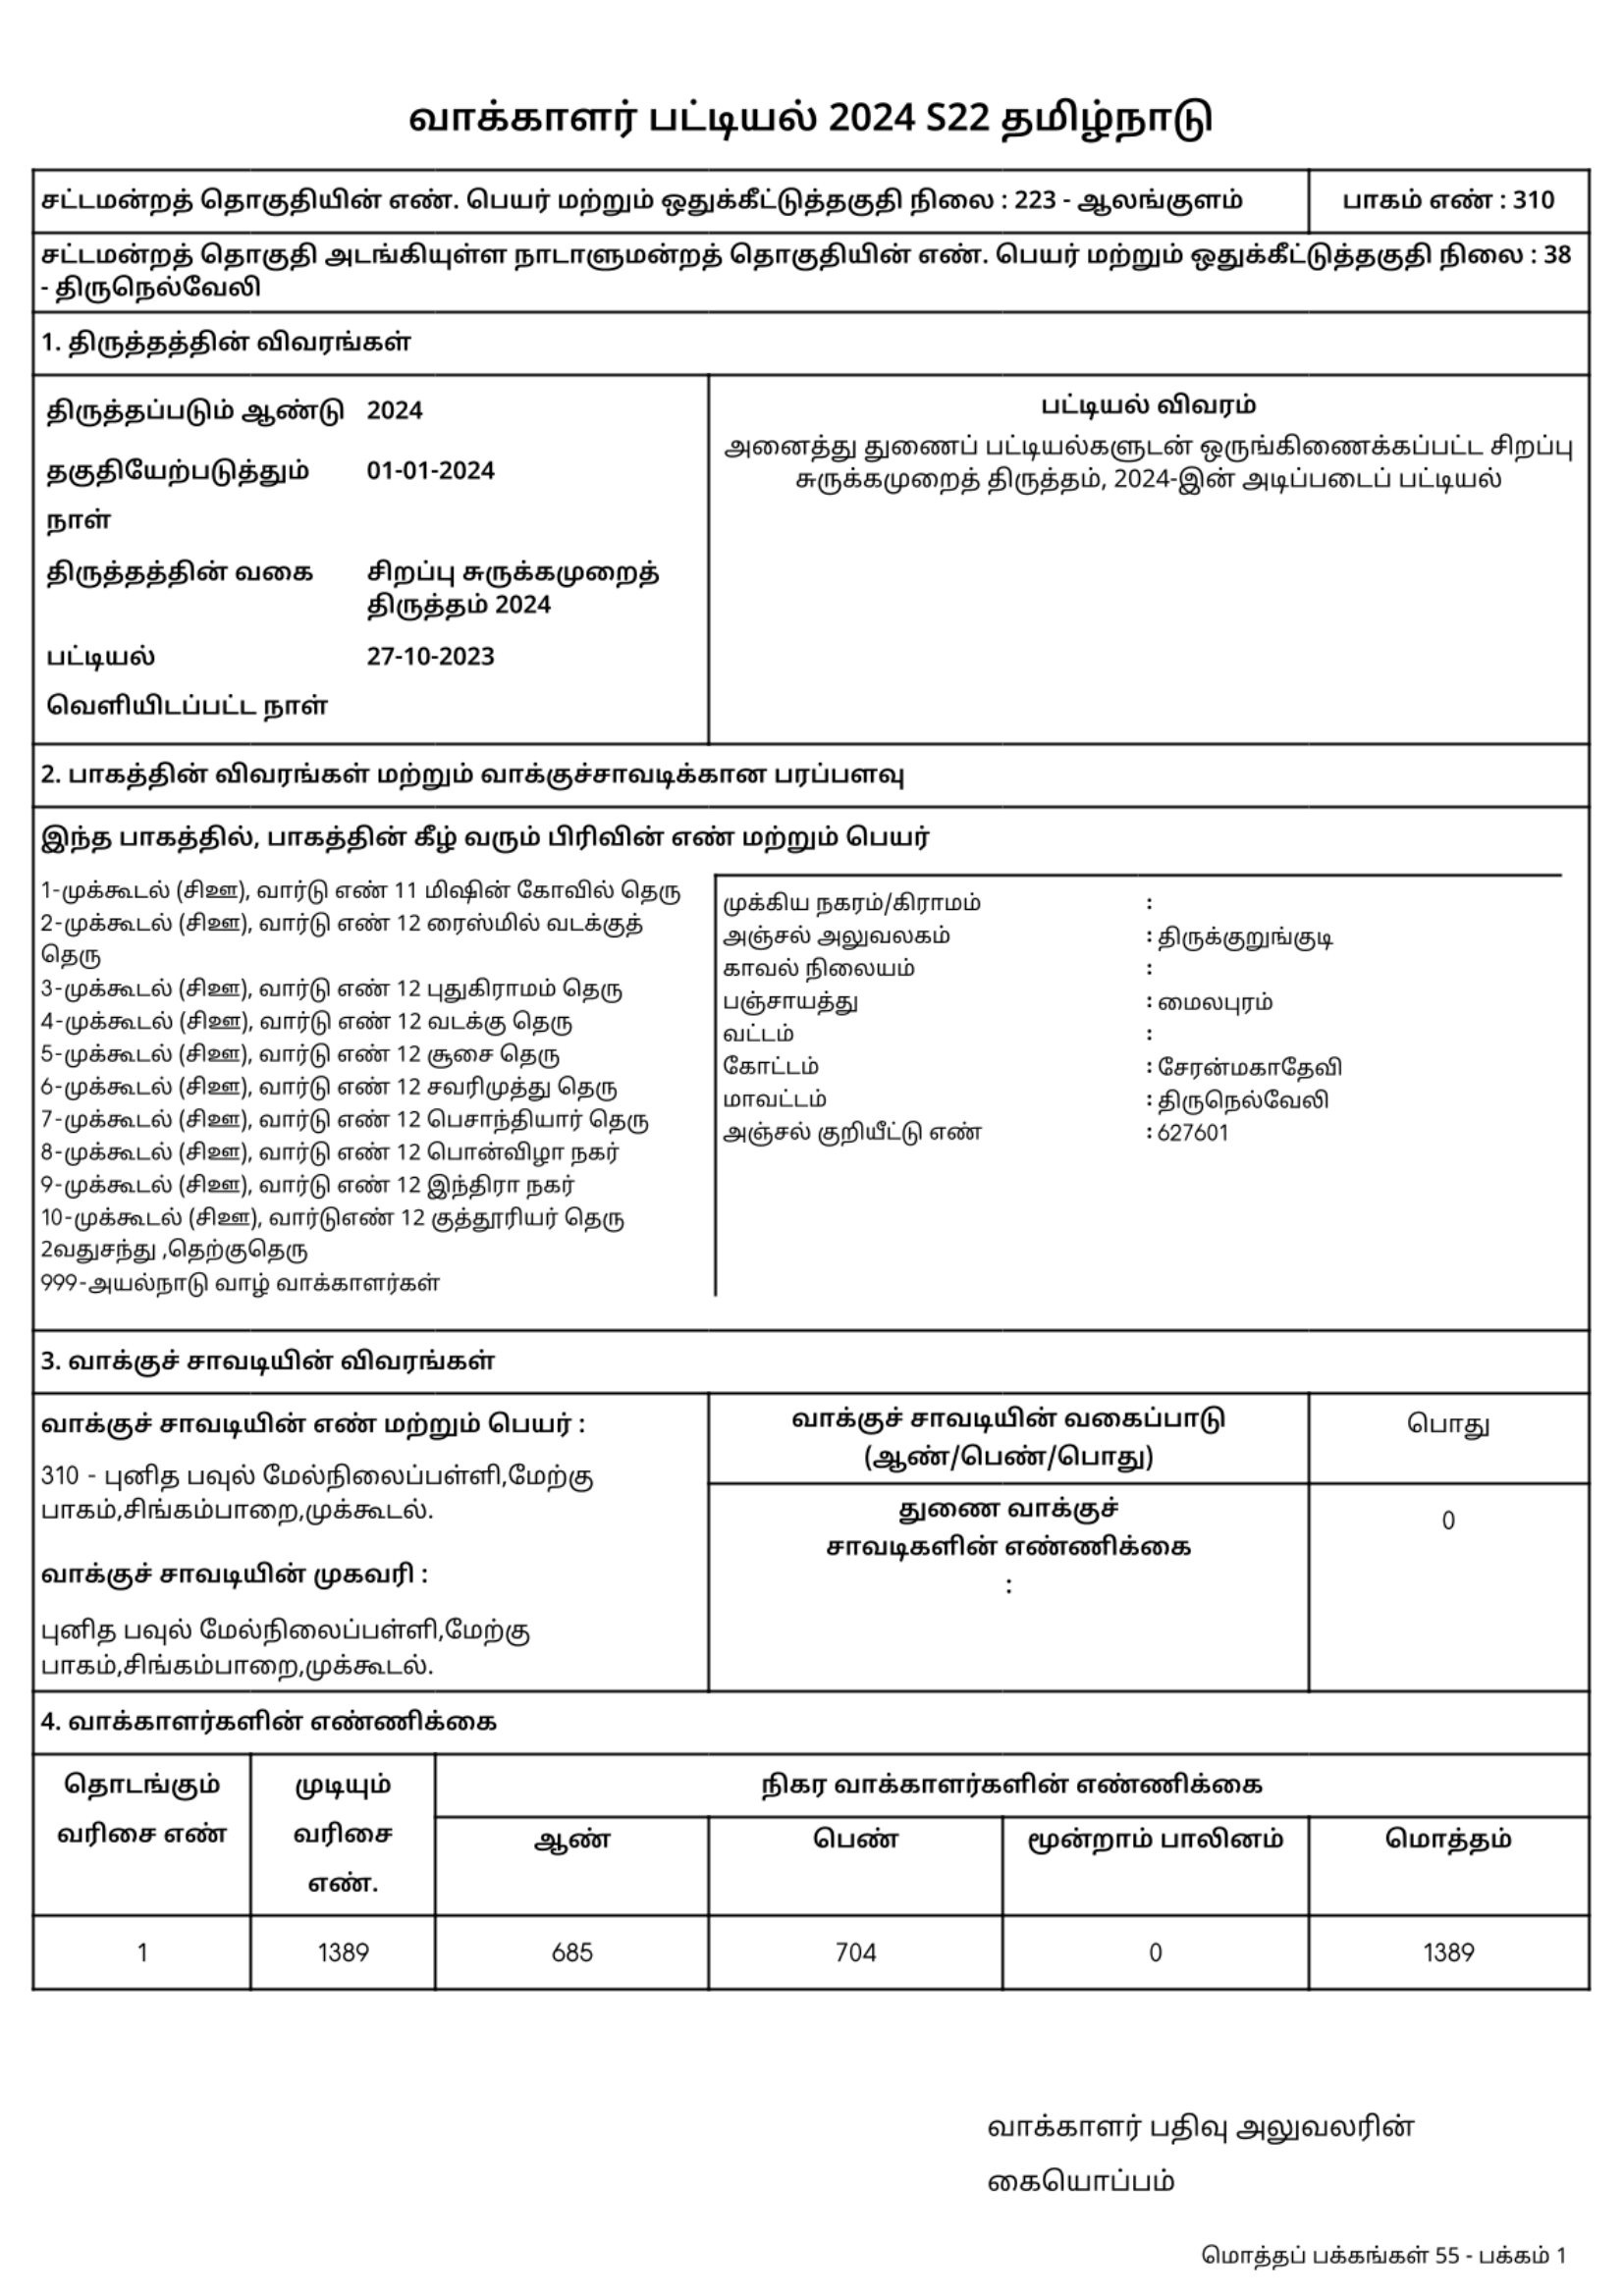 வாக்காளர் பட்டியல் 2024 S22 தமிழ்நாடு
சட்டமன்றத் தொகுதியின் எண். பெயர் மற்றும் ஒதுக்கீட்டுத்தகுதி நிலை : 223 - ஆலங்குளம்
பாகம் எண் : 310
சட்டமன்றத் தொகுதி அடங்கியுள்ள நாடாளுமன்றத் தொகுதியின் எண். பெயர் மற்றும் ஒதுக்கீட்டுத்தகுதி நிலை : 38
- திருநெல்வேலி
1. திருத்தத்தின் விவரங்கள்
திருத்தப்படும் ஆண்டு 2024
தகுதியேற்படுத்தும் 01-01-2024
நாள்
திருத்தத்தின் வகை சிறப்பு சுருக்கமுறைத்
திருத்தம் 2024
பட்டியல் 27-10-2023
வெளியிடப்பட்ட நாள்
பட்டியல் விவரம்
அனைத்து துணைப் பட்டியல்களுடன் ஒருங்கிணைக்கப்பட்ட சிறப்பு
சுருக்கமுறைத் திருத்தம், 2024-இன் அடிப்படைப் பட்டியல்
2. பாகத்தின் விவரங்கள் மற்றும் வாக்குச்சாவடிக்கான பரப்பளவு
இந்த பாகத்தில், பாகத்தின் கீழ் வரும் பிரிவின் எண் மற்றும் பெயர்
1-முக்கூடல் (சிஊ), வார்டு எண் 11 மிஷின் கோவில் தெரு
2-முக்கூடல் (சிஊ), வார்டு எண் 12 ரைஸ்மில் வடக்குத்
தெரு
3-முக்கூடல் (சிஊ), வார்டு எண் 12 புதுகிராமம் தெரு
4-முக்கூடல் (சிஊ), வார்டு எண் 12 வடக்கு தெரு
5-முக்கூடல் (சிஊ), வார்டு எண் 12 சூசை தெரு
6-முக்கூடல் (சிஊ), வார்டு எண் 12 சவரிமுத்து தெரு
7-முக்கூடல் (சிஊ), வார்டு எண் 12 பெசாந்தியார் தெரு
8-முக்கூடல் (சிஊ), வார்டு எண் 12 பொன்விழா நகர்
9-முக்கூடல் (சிஊ), வார்டு எண் 12 இந்திரா நகர்
10-முக்கூடல் (சிஊ), வார்டுஎண் 12 குத்தூரியர் தெரு
2வதுசந்து ,தெற்குதெரு
999-அயல்நாடு வாழ் வாக்காளர்கள்
முக்கிய நகரம்/கிராமம் :
அஞ்சல் அலுவலகம் : திருக்குறுங்குடி
காவல் நிலையம் :
பஞ்சாயத்து : மைலபுரம்
வட்டம் :
கோட்டம் : சேரன்மகாதேவி
மாவட்டம் : திருநெல்வேலி
அஞ்சல் குறியீட்டு எண் : 627601
3. வாக்குச் சாவடியின் விவரங்கள்
வாக்குச் சாவடியின் எண் மற்றும் பெயர் :
310 - புனித பவுல் மேல்நிலைப்பள்ளி,மேற்கு
பாகம்,சிங்கம்பாறை,முக்கூடல்.
வாக்குச் சாவடியின் முகவரி :
புனித பவுல் மேல்நிலைப்பள்ளி,மேற்கு
பாகம்,சிங்கம்பாறை,முக்கூடல்.
வாக்குச் சாவடியின் வகைப்பாடு
(ஆண்/பெண்/பொது)
பொது
துணை வாக்குச்
சாவடிகளின் எண்ணிக்கை
:
0
4. வாக்காளர்களின் எண்ணிக்கை
தொடங்கும்
வரிசை எண்
முடியும்
வரிசை
எண்.
நிகர வாக்காளர்களின் எண்ணிக்கை
ஆண் பெண் மூன்றாம் பாலினம் மொத்தம்
1 1389 685 704 0 1389
வாக்காளர் பதிவு அலுவலரின்
கையொப்பம்
மொத்தப் பக்கங்கள் 55 - பக்கம் 1